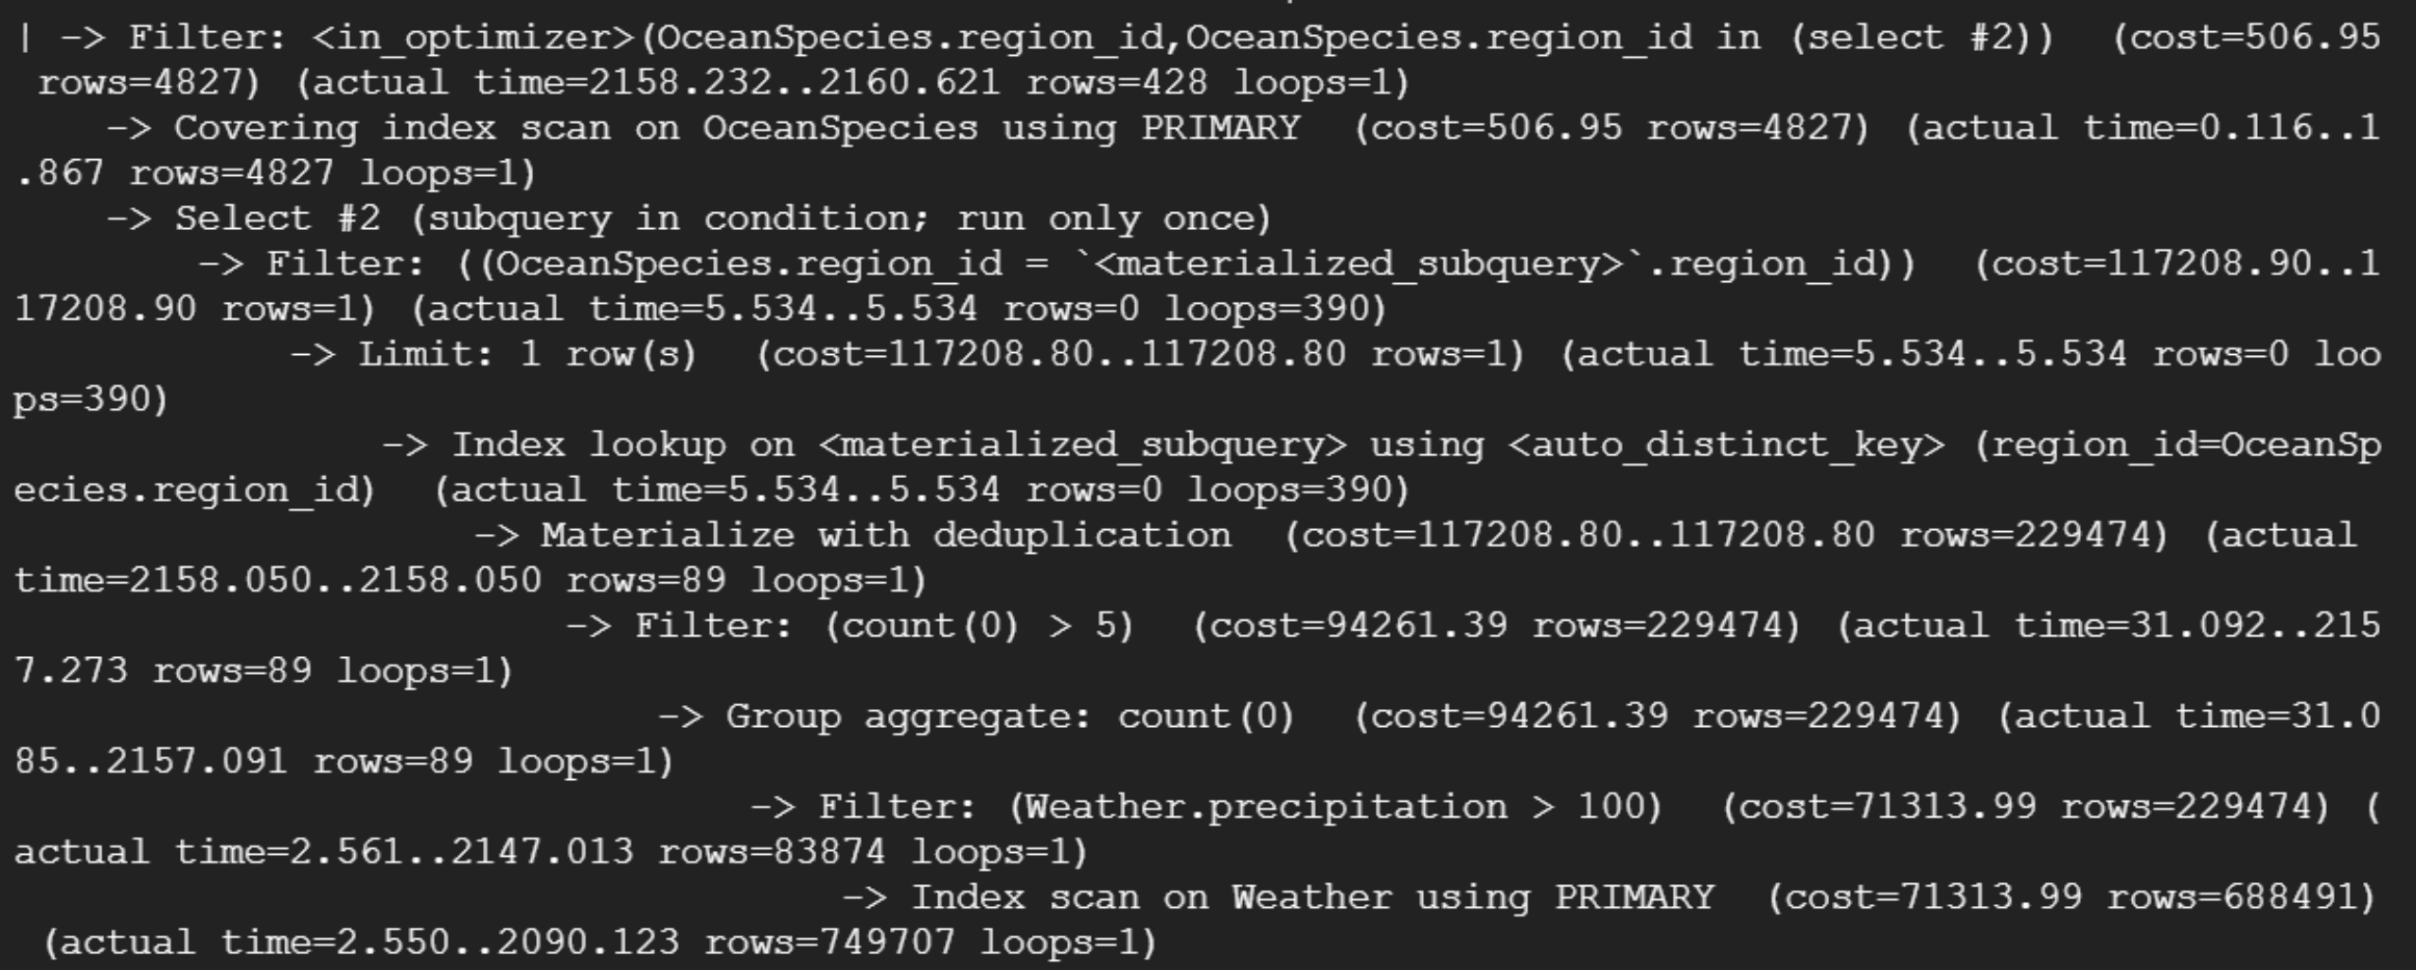 | -> Filter: <in_optimizer>(OceanSpecies.region_id,OceanSpecies.region_id in (select #2))  (cost=506.95
 rows=4827) (actual time=2158.232..2160.621 rows=428 loops=1)
    -> Covering index scan on OceanSpecies using PRIMARY  (cost=506.95 rows=4827) (actual time=0.116..1
.867 rows=4827 loops=1)
    -> Select #2 (subquery in condition; run only once)
        -> Filter: ((OceanSpecies.region_id = `<materialized_subquery>`.region_id))  (cost=117208.90..1
17208.90 rows=1) (actual time=5.534..5.534 rows=0 loops=390)
            -> Limit: 1 row(s)  (cost=117208.80..117208.80 rows=1) (actual time=5.534..5.534 rows=0 loo
ps=390)
                -> Index lookup on <materialized_subquery> using <auto_distinct_key> (region_id=OceanSp
ecies.region_id)  (actual time=5.534..5.534 rows=0 loops=390)
                    -> Materialize with deduplication  (cost=117208.80..117208.80 rows=229474) (actual
time=2158.050..2158.050 rows=89 loops=1)
                        -> Filter: (count(0) > 5)  (cost=94261.39 rows=229474) (actual time=31.092..215
7.273 rows=89 loops=1)
                            -> Group aggregate: count(0)  (cost=94261.39 rows=229474) (actual time=31.0
85..2157.091 rows=89 loops=1)
                                -> Filter: (Weather.precipitation > 100)  (cost=71313.99 rows=229474) (
actual time=2.561..2147.013 rows=83874 loops=1)
                                    -> Index scan on Weather using PRIMARY  (cost=71313.99 rows=688491)
 (actual time=2.550..2090.123 rows=749707 loops=1)